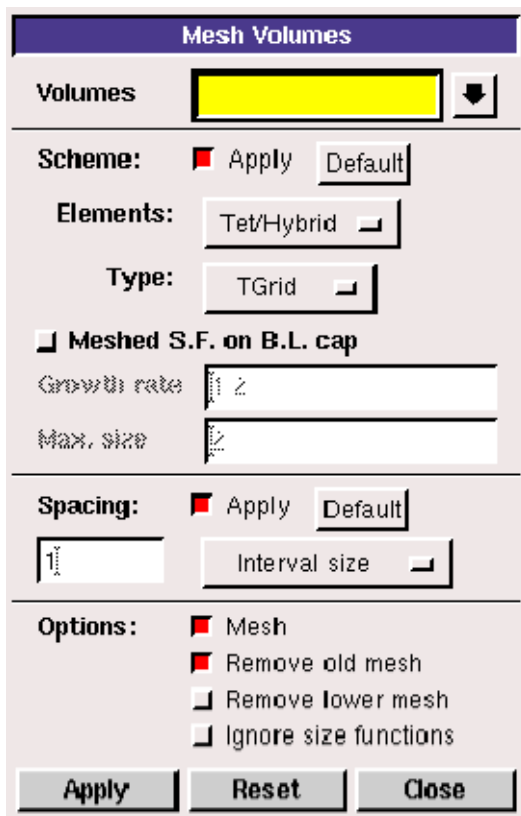 Mesh Volumes
Volumes
Scheme: Apply Default
Elements: Tet/Hybrid
Type: TGrid
Meshed S.F. on B.L. cap
Growth rate 1.2
Max. size 2
Spacing: Apply Default
1 Interval size
Options: Mesh
Remove old mesh
Remove lower mesh
Ignore size functions
Apply Reset Close